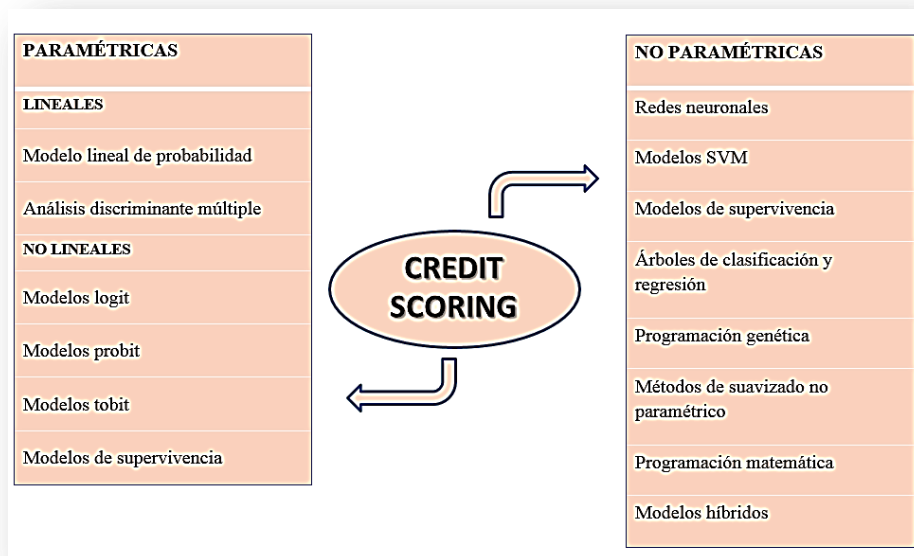 PARAMÉTRICAS
LINEALES
Modelo lineal de probabilidad
Análisis discriminante múltiple
NO LINEALES
Modelos logit
Modelos probit
Modelos tobit
Modelos de supervivencia
CREDIT
SCORING
NO PARAMÉTRICAS
Redes neuronales
Modelos SVM
Modelos de supervivencia
Árboles de clasificación y
regresión
Programación genética
Métodos de suavizado no
paramétrico
Programación matemática
Modelos híbridos